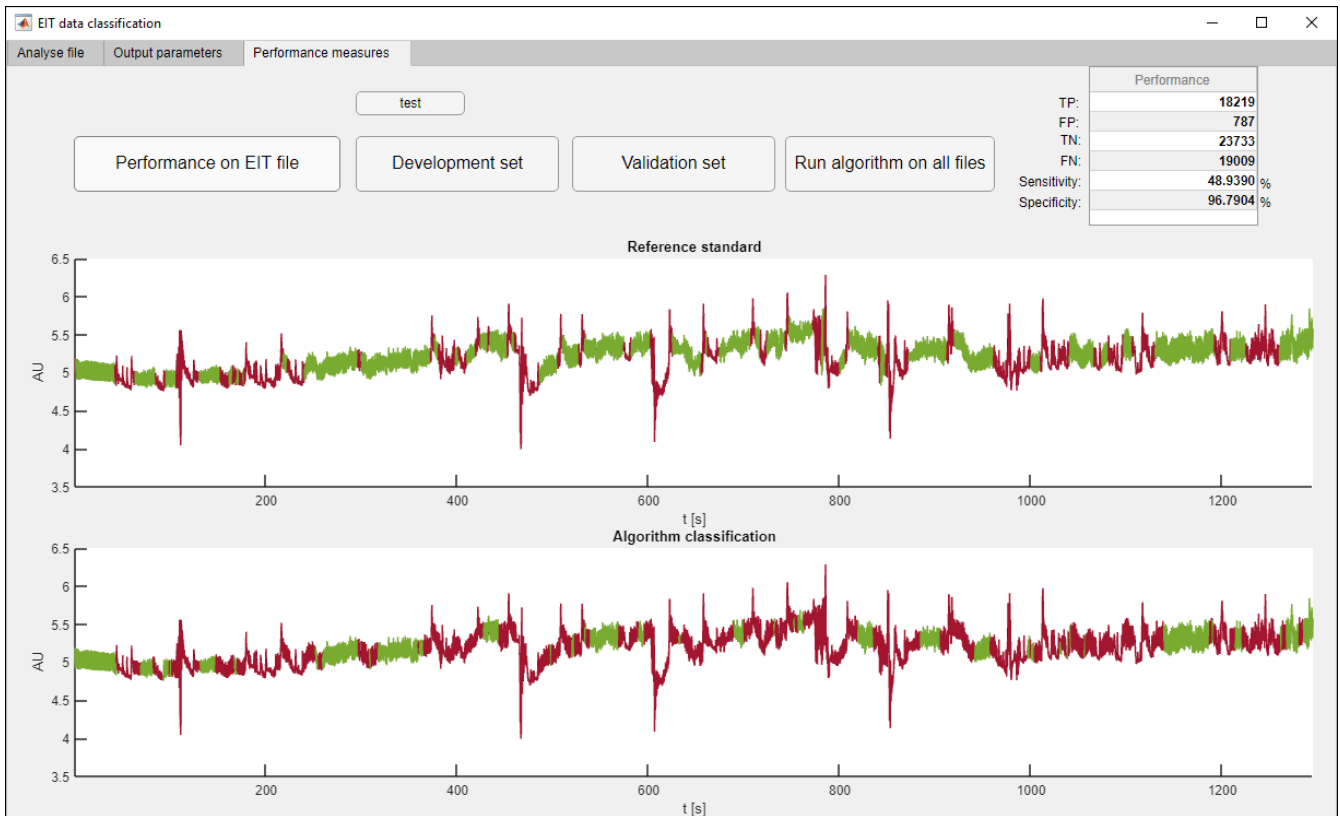 EIT data classification
Analyse file Output parameters Performance measures
test
Performance on EIT file Development set Validation set Run algorithm on all files
Performance
TP: 18219
FP: 787
TN: 23733
FN: 19009
Sensitivity: 48.9390 %
Specificity: 96.7904 %
Reference standard
6.5
6
5.5
5
4.5
4
3.5
AU
200 400 600 800 1000 1200
t [s]
Algorithm classification
6.5
6
5.5
5
4.5
4
3.5
AU
200 400 600 800 1000 1200
t [s]